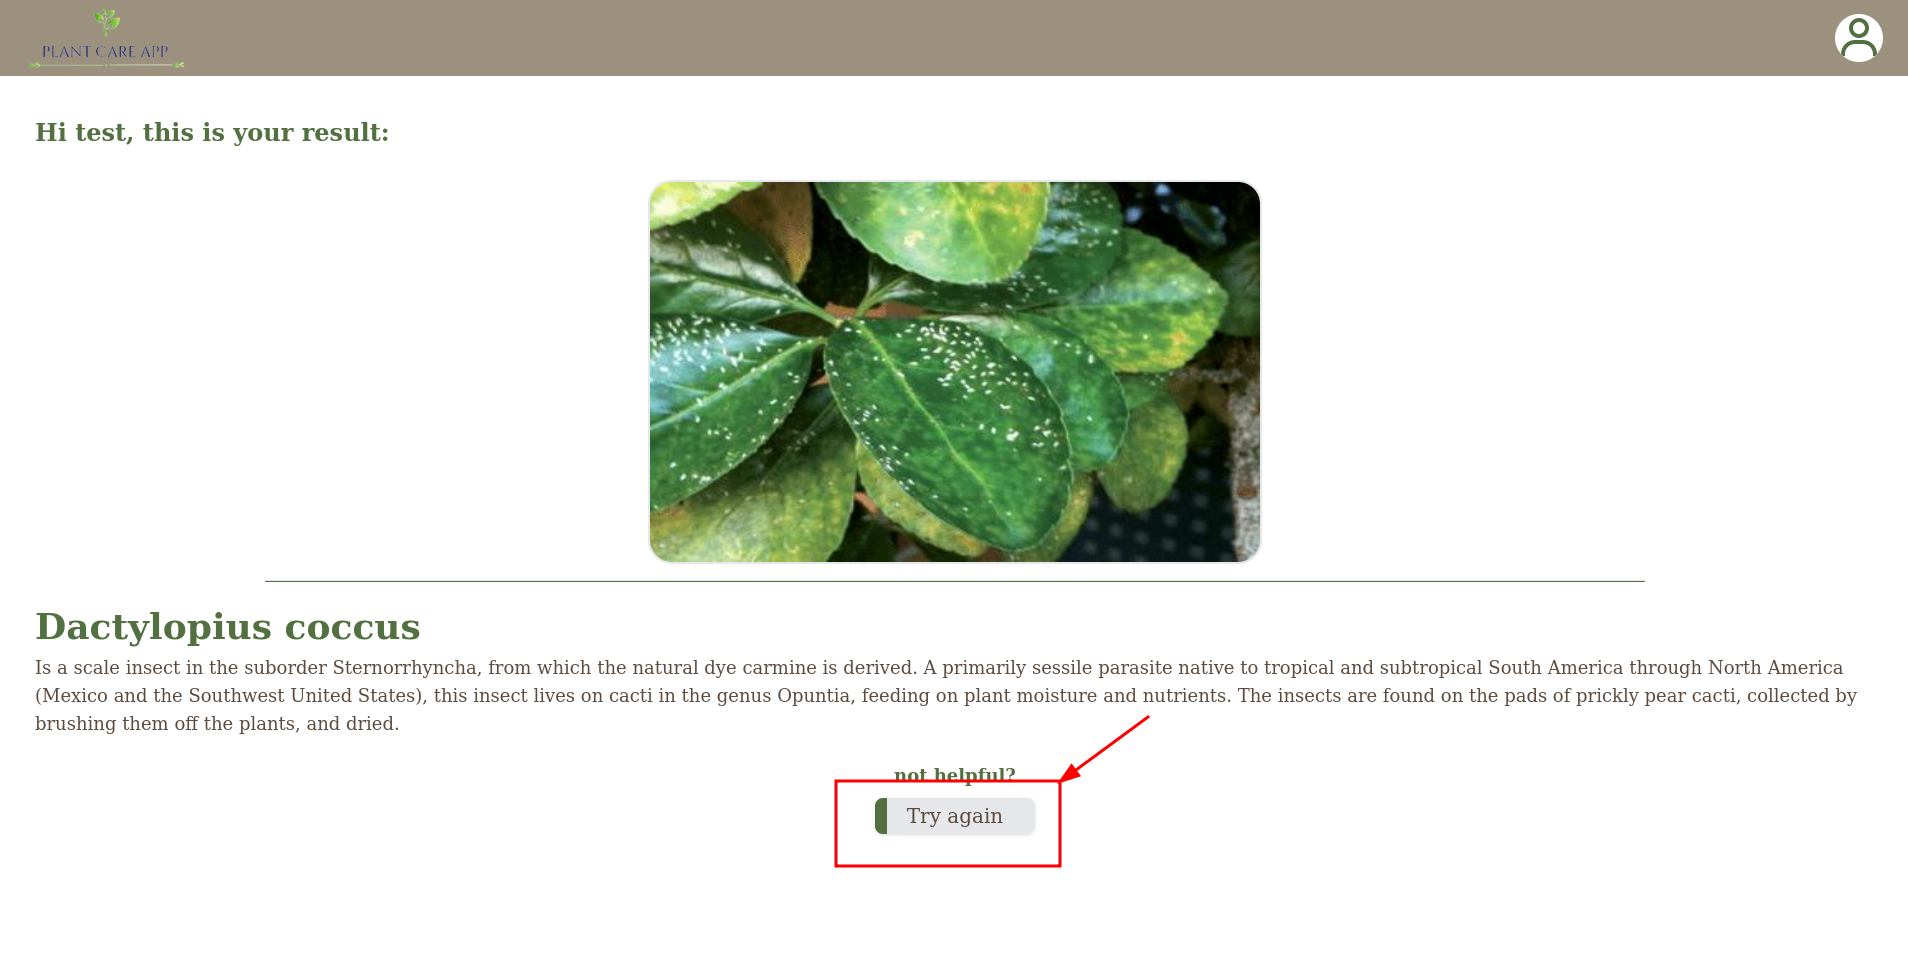 PLANT CARE APP
Hi test, this is your result:
Dactylopius coccus
Is a scale insect in the suborder Sternorrhyncha, from which the natural dye carmine is derived. A primarily sessile parasite native to tropical and subtropical South America through North America
(Mexico and the Southwest United States), this insect lives on cacti in the genus Opuntia, feeding on plant moisture and nutrients. The insects are found on the pads of prickly pear cacti, collected by
brushing them off the plants, and dried.
not helpful?
Try again